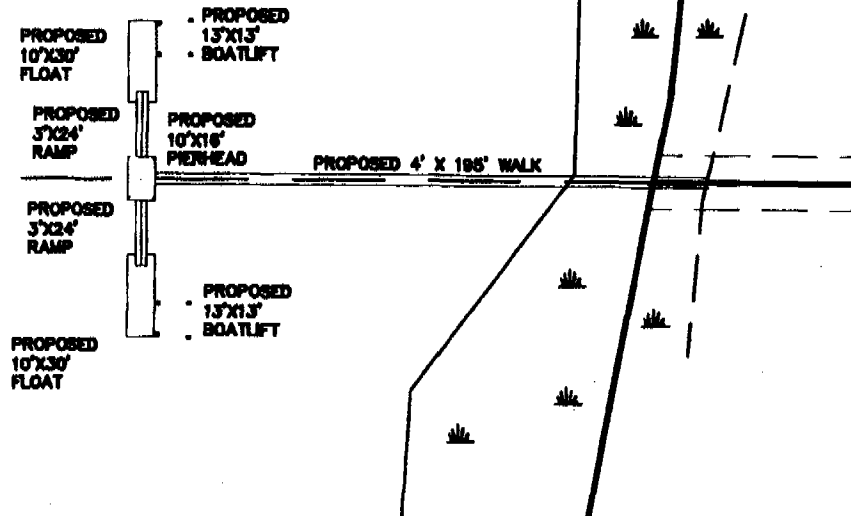 PROPOSED
10'X30'
FLOAT
PROPOSED
13'X13'
BOATLIFT
PROPOSED
3'X24'
RAMP
PROPOSED
10'X16'
PIERHEAD
PROPOSED 4' X 195' WALK
PROPOSED
3'X24'
RAMP
PROPOSED
13'X13'
BOATLIFT
PROPOSED
10'X30'
FLOAT